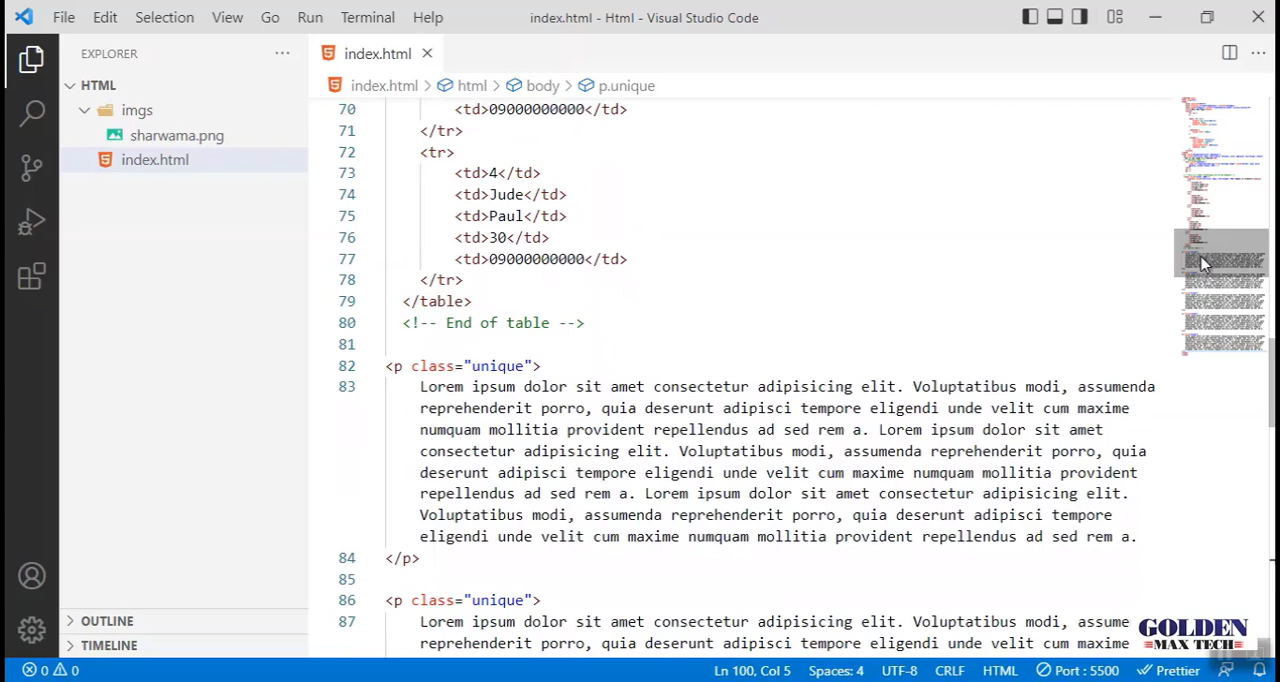 File Edit Selection View Go Run Terminal Help index.html - Html - Visual Studio Code
EXPLORER ··· index.html
HTML
imgs
sharwama.png
index.html
index.html > html > body > p.unique
70 <td>09000000000</td>
71 </tr>
72 <tr>
73 <td>4</td>
74 <td>Jude</td>
75 <td>Paul</td>
76 <td>30</td>
77 <td>09000000000</td>
78 </tr>
79 </table>
80 <!-- End of table -->
81
82 <p class="unique">
83 Lorem ipsum dolor sit amet consectetur adipisicing elit. Voluptatibus modi, assumenda
reprehenderit porro, quia deserunt adipisci tempore eligendi unde velit cum maxime
numquam mollitia provident repellendus ad sed rem a. Lorem ipsum dolor sit amet
consectetur adipisicing elit. Voluptatibus modi, assumenda reprehenderit porro, quia
deserunt adipisci tempore eligendi unde velit cum maxime numquam mollitia provident
repellendus ad sed rem a. Lorem ipsum dolor sit amet consectetur adipisicing elit.
Voluptatibus modi, assumenda reprehenderit porro, quia deserunt adipisci tempore
eligendi unde velit cum maxime numquam mollitia provident repellendus ad sed rem a.
84 </p>
85
86 <p class="unique">
87 Lorem ipsum dolor sit amet consectetur adipisicing elit. Voluptatibus modi, assume
reprehenderit porro, quia deserunt adipisci tempore eligendi unde velit cum maxime
OUTLINE
TIMELINE
GOLDEN
MAX TECH
0 0 Ln 100, Col 5 Spaces: 4 UTF-8 CRLF HTML Port : 5500 Prettier